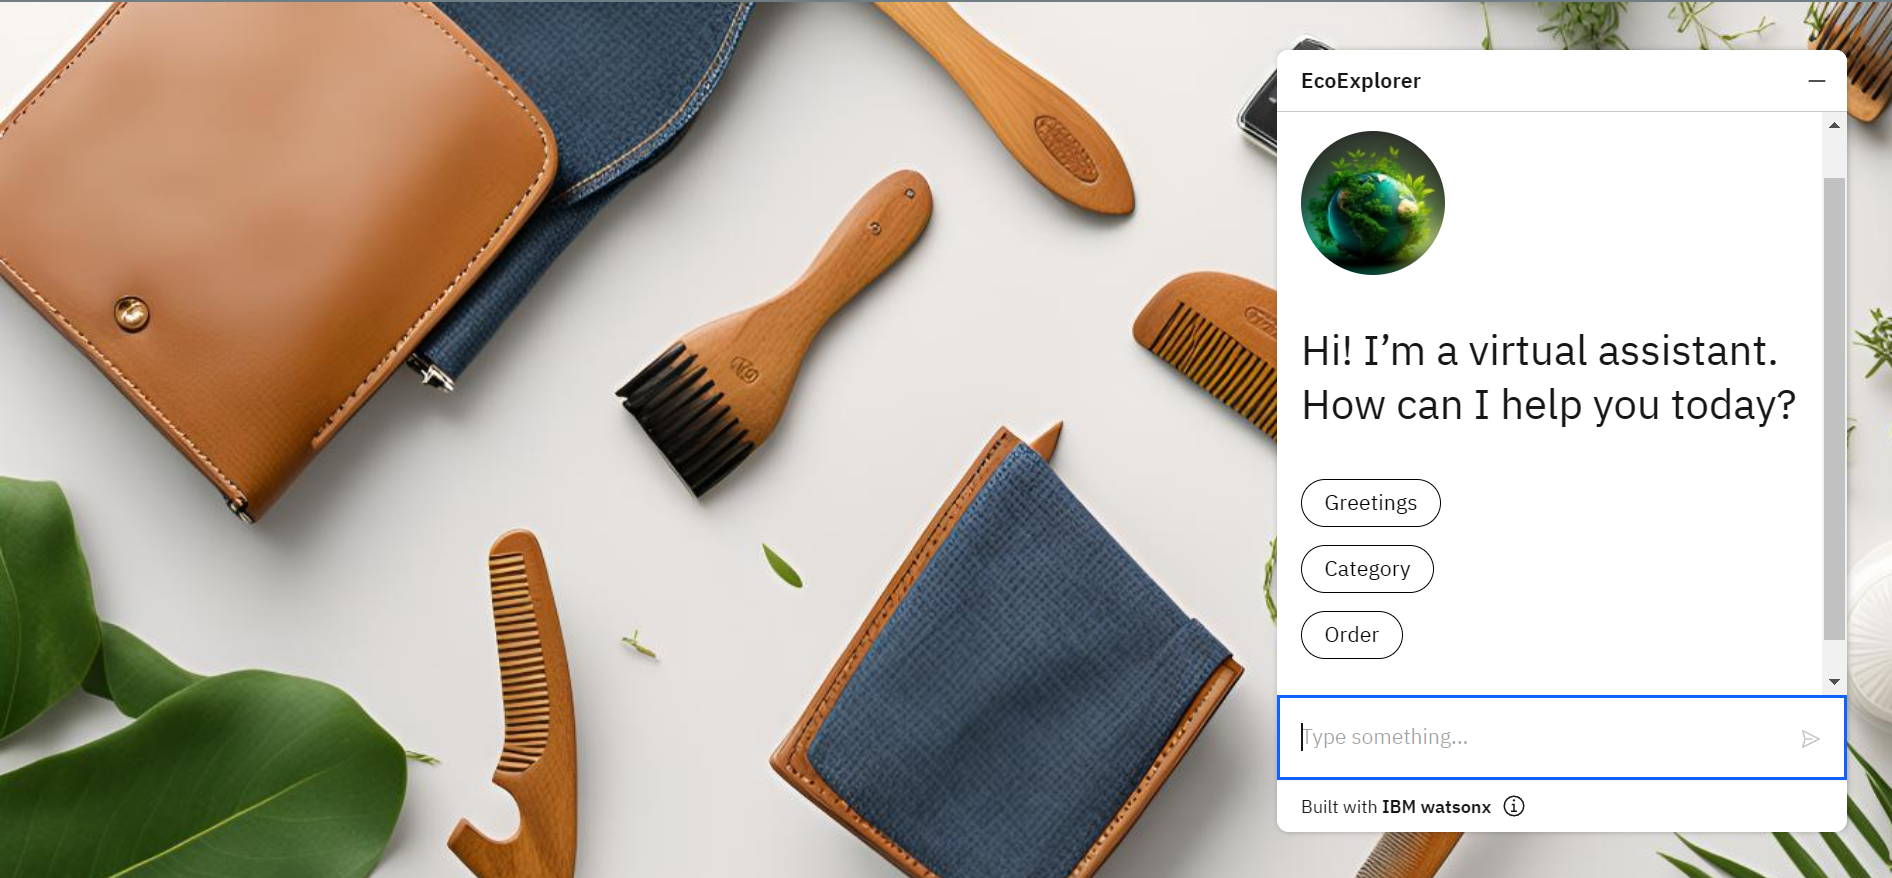 EcoExplorer
Hi! I’m a virtual assistant.
How can I help you today?
Greetings
Category
Order
Type something...
Built with IBM watsonx